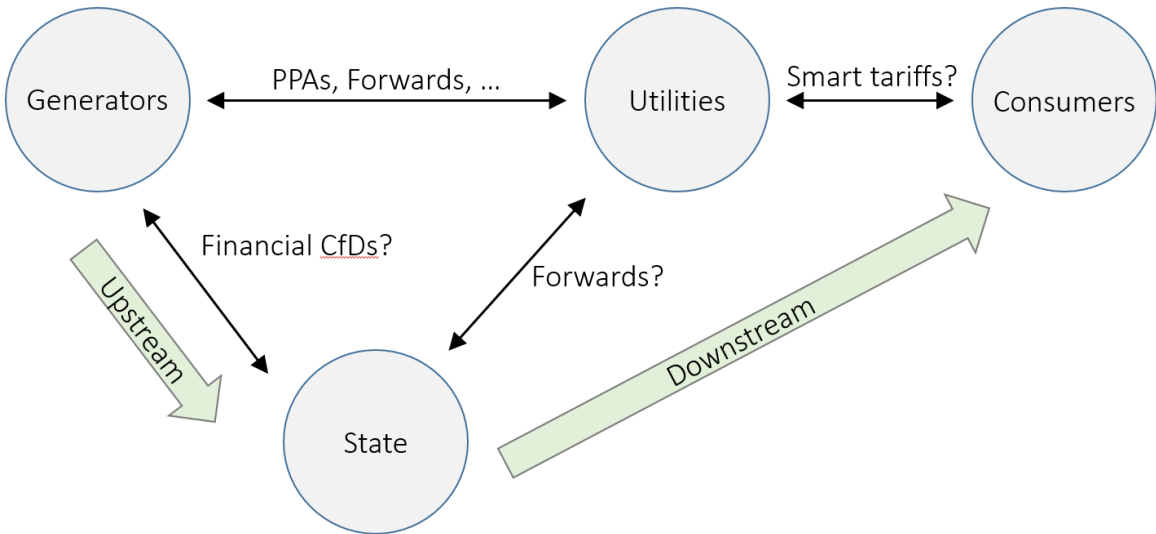 Generators
PPAs, Forwards, ...
Utilities
Smart tariffs?
Consumers
Financial CfDs?
Forwards?
Upstream
Downstream
State